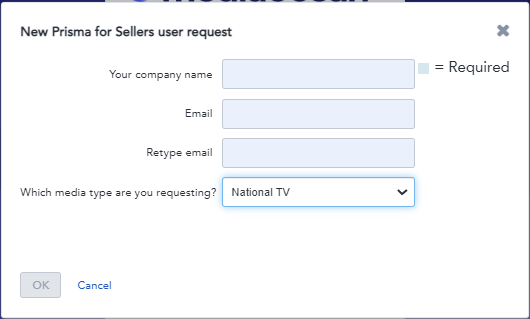 New Prisma for Sellers user request
Your company name
= Required
Email
Retype email
Which media type are you requesting?
National TV
OK
Cancel